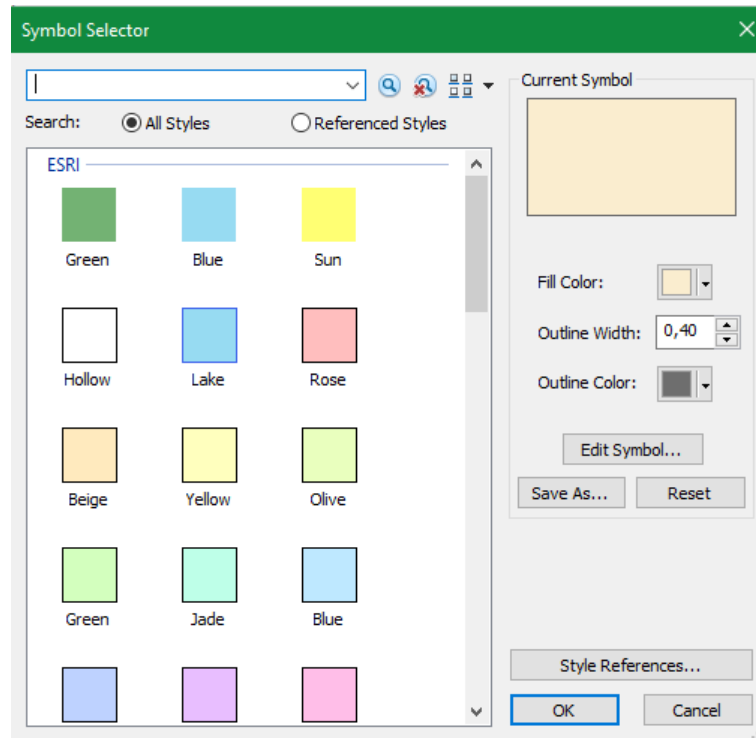 Symbol Selector
Search:
All Styles
Referenced Styles
ESRI
Green
Blue
Sun
Hollow
Lake
Rose
Beige
Yellow
Olive
Green
Jade
Blue
Current Symbol
Fill Color:
Outline Width:
0,40
Outline Color:
Edit Symbol...
Save As...
Reset
Style References...
OK
Cancel